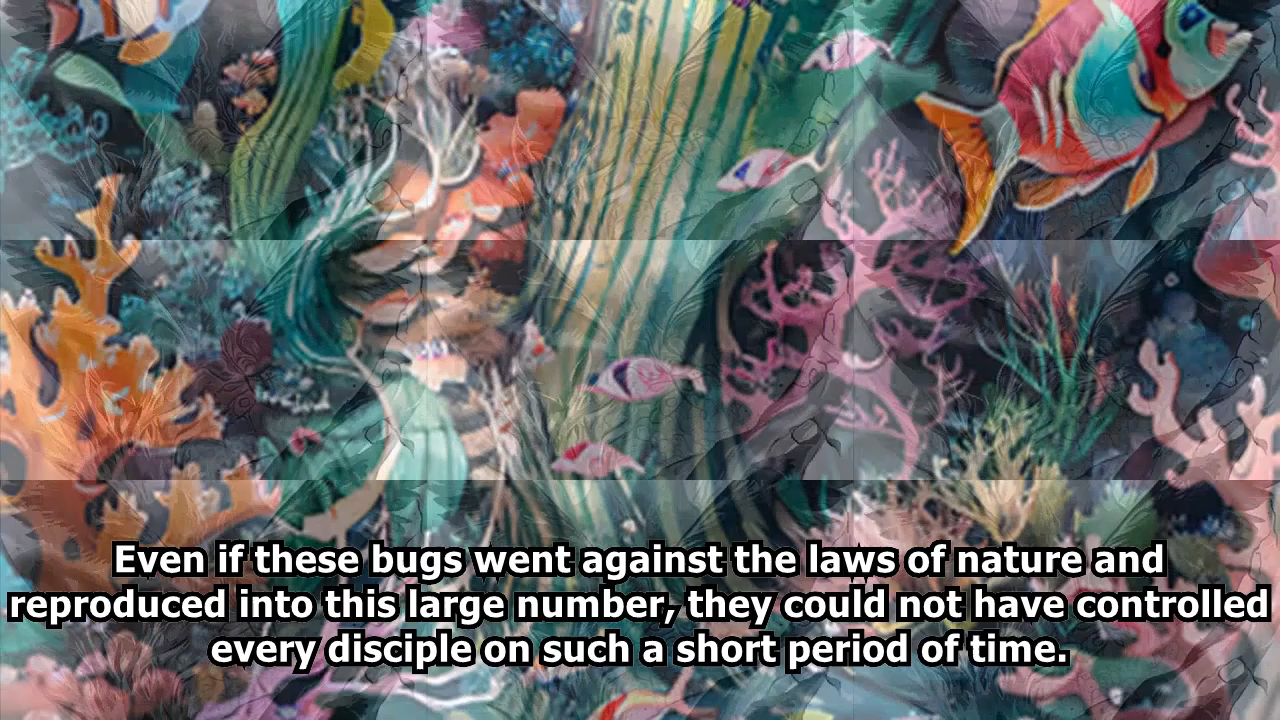 Even if these bugs went against the laws of nature and
reproduced into this large number, they could not have controlled
every disciple on such a short period of time.